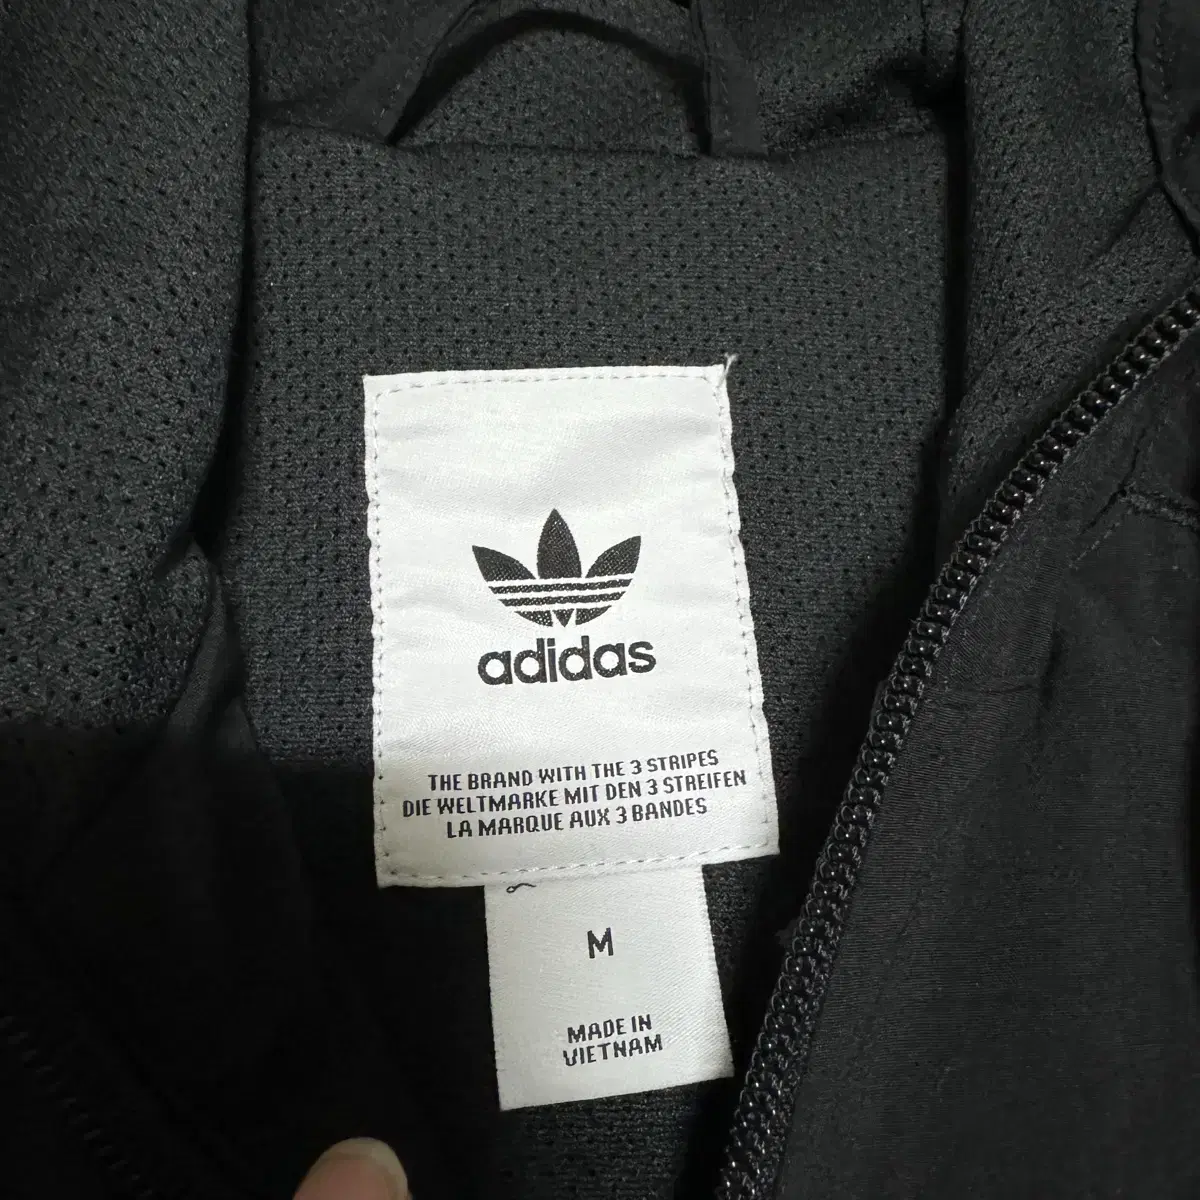 adidas
THE BRAND WITH THE 3 STRIPES
DIE WELTMARKE MIT DEN 3 STREIFEN
LA MARQUE AUX 3 BANDES
M
MADE IN
VIETNAM